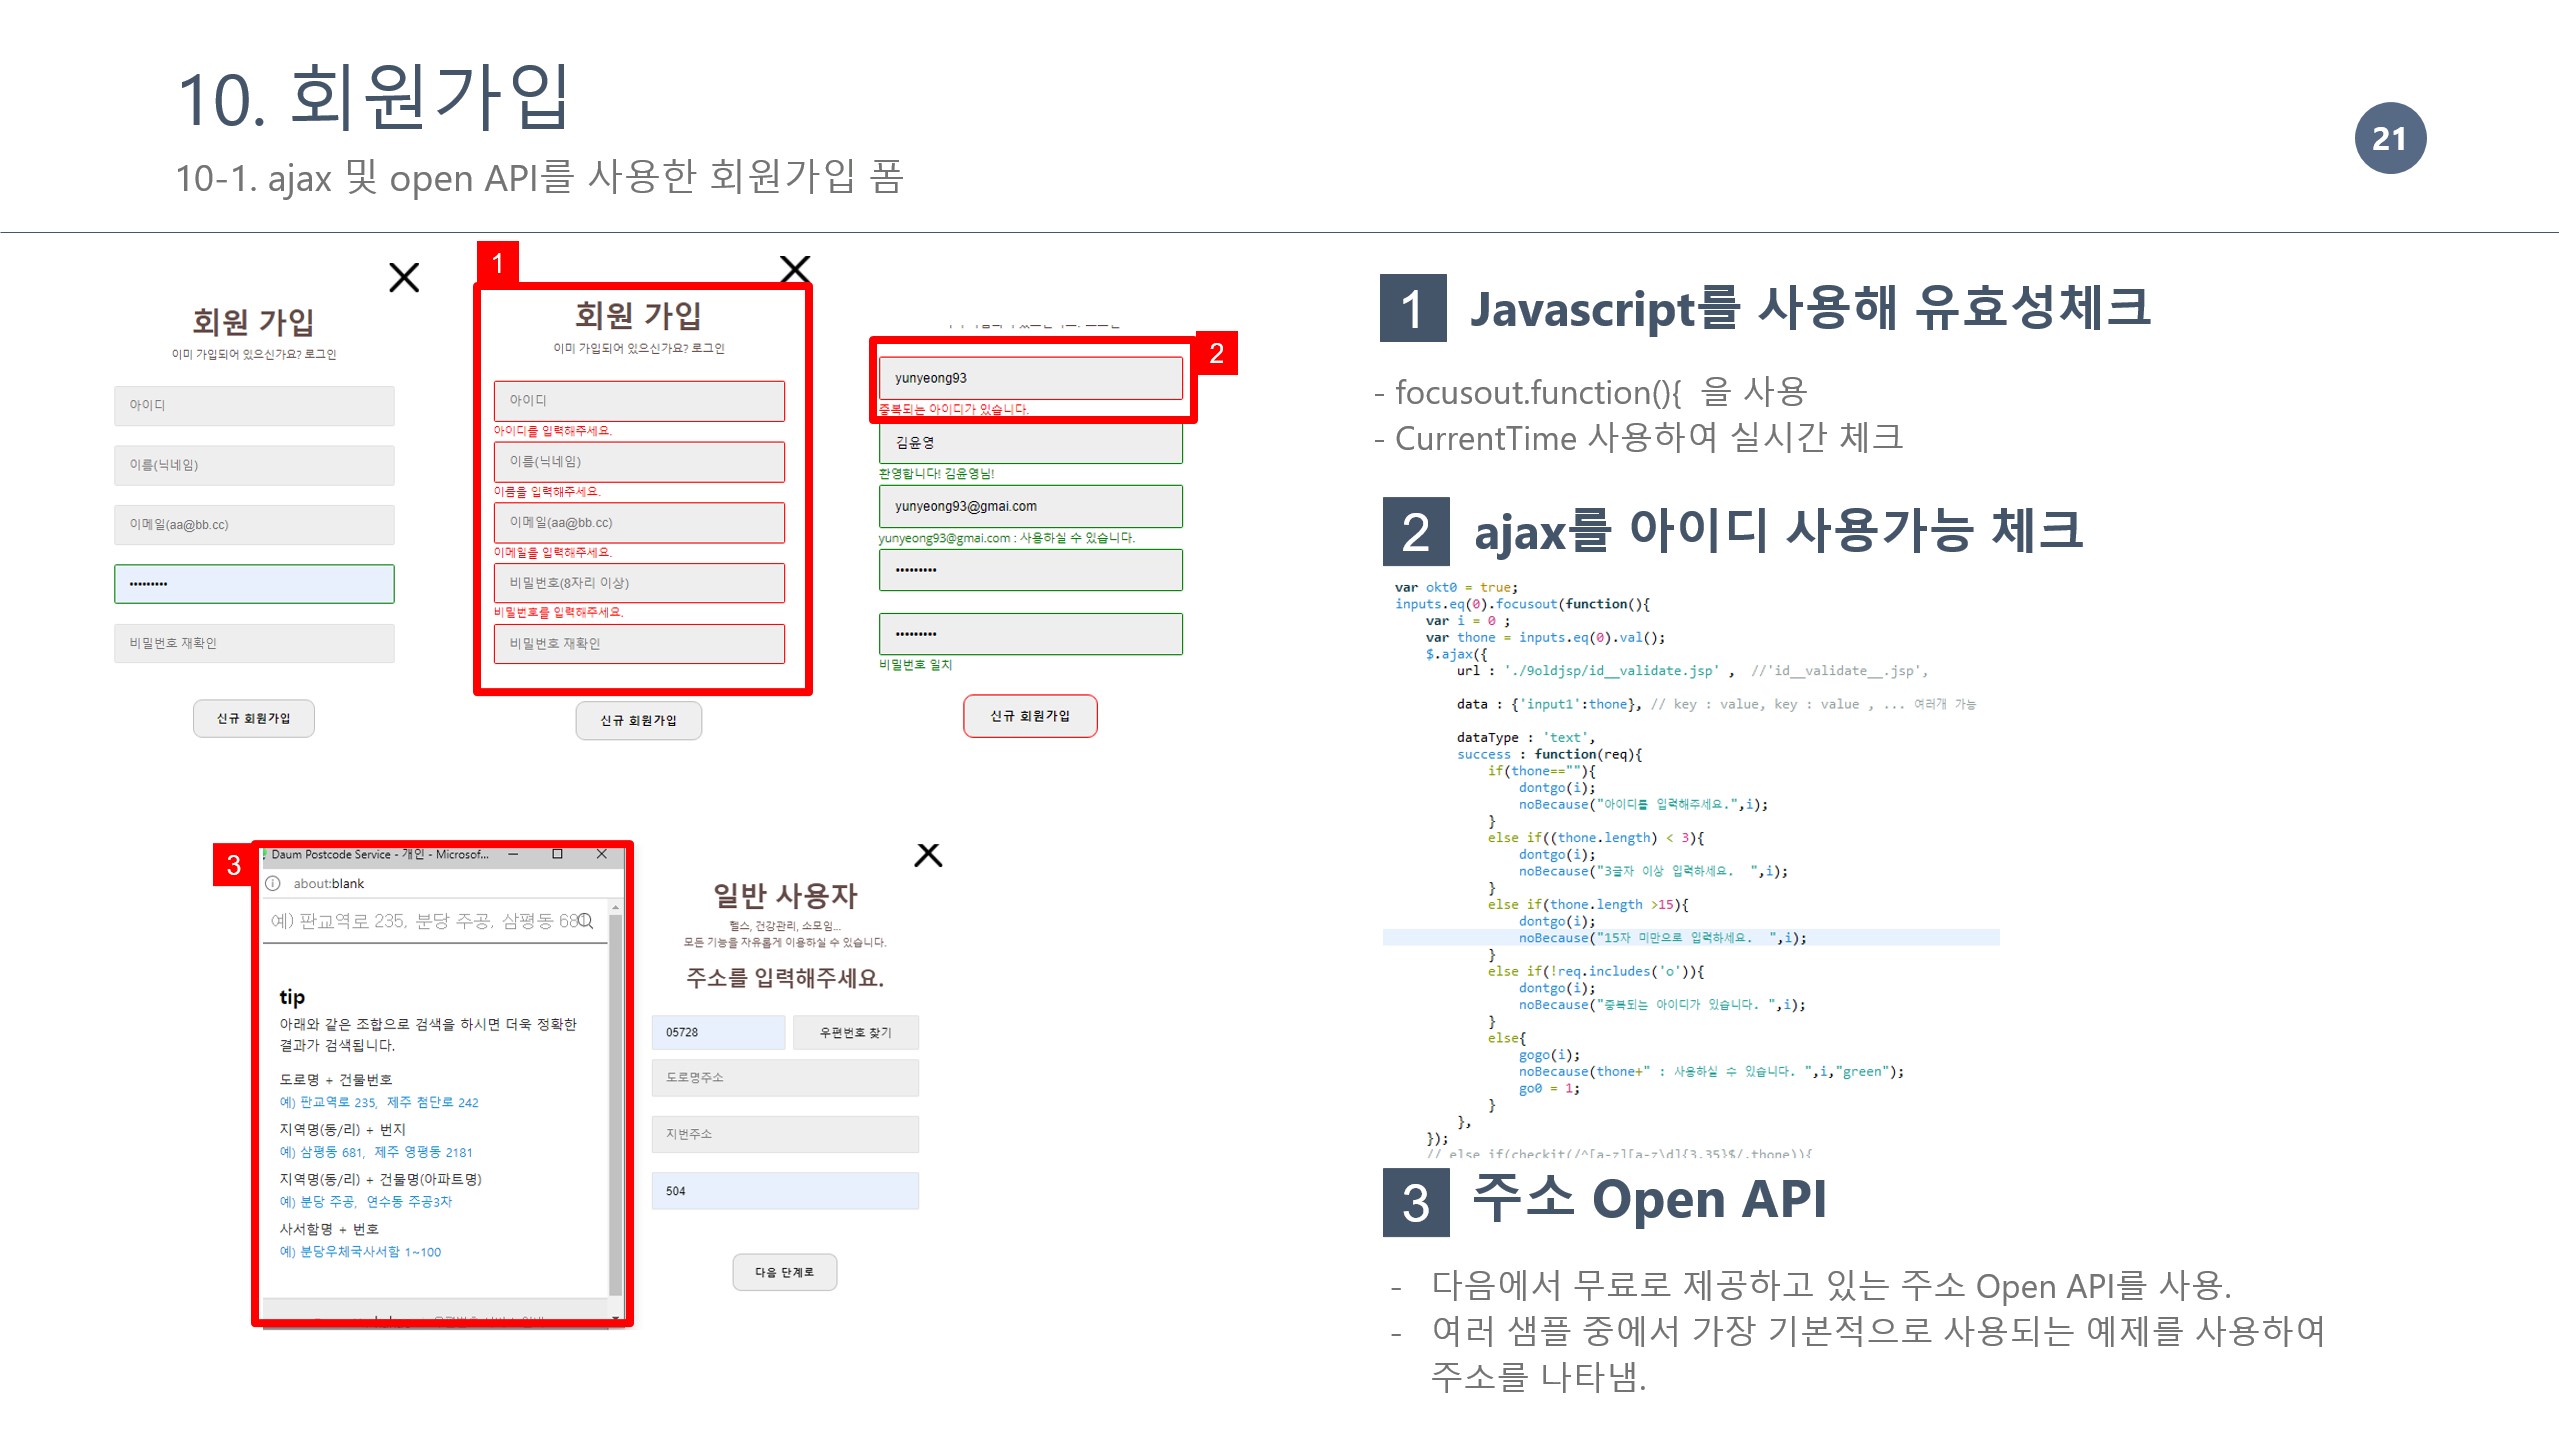 10. 회원가입
10-1. ajax 및 open API를 사용한 회원가입 폼
21
회원 가입
이미 가입되어 있으신가요? 로그인
아이디
이름(닉네임)
이메일(aa@bb.cc)
•••••••••
비밀번호 재확인
신규 회원가입
1
회원 가입
이미 가입되어 있으신가요? 로그인
아이디
아이디를 입력해주세요.
이름(닉네임)
이름을 입력해주세요.
이메일(aa@bb.cc)
이메일을 입력해주세요.
비밀번호(8자리 이상)
비밀번호를 입력해주세요.
비밀번호 재확인
신규 회원가입
2
yunyeong93
중복되는 아이디가 있습니다.
김윤영
환영합니다! 김윤영님!
yunyeong93@gmai.com
yunyeong93@gmai.com : 사용하실 수 있습니다.
•••••••••
•••••••••
비밀번호 일치
신규 회원가입
3
Daum Postcode Service - 개인 - Microsof...
about:blank
예) 판교역로 235, 분당 주공, 삼평동 681
tip
아래와 같은 조합으로 검색을 하시면 더욱 정확한
결과가 검색됩니다.
도로명 + 건물번호
예) 판교역로 235, 제주 첨단로 242
지역명(동/리) + 번지
예) 삼평동 681, 제주 영평동 2181
지역명(동/리) + 건물명(아파트명)
예) 분당 주공, 연수동 주공3차
사서함명 + 번호
예) 분당우체국사서함 1~100
일반 사용자
헬스, 건강관리, 소모임...
모든 기능을 자유롭게 이용하실 수 있습니다.
주소를 입력해주세요.
05728
우편번호 찾기
도로명주소
지번주소
504
다음 단계로
1 Javascript를 사용해 유효성체크
- focusout.function(){ 을 사용
- CurrentTime 사용하여 실시간 체크
2 ajax를 아이디 사용가능 체크
var okt0 = true;
inputs.eq(0).focusout(function(){
var i = 0 ;
var thone = inputs.eq(0).val();
$.ajax({
url : './9oldjsp/id__validate.jsp' , //'id__validate__.jsp',
data : {'input1':thone}, // key : value, key : value , ... 여러개 가능
dataType : 'text',
success : function(req){
if(thone==""){
dontgo(i);
noBecause("아이디를 입력해주세요.",i);
}
else if((thone.length) < 3){
dontgo(i);
noBecause("3글자 이상 입력하세요. ",i);
}
else if(thone.length >15){
dontgo(i);
noBecause("15자 미만으로 입력하세요. ",i);
}
else if(!req.includes('o')){
dontgo(i);
noBecause("중복되는 아이디가 있습니다. ",i);
}
else{
gogo(i);
noBecause(thone+" : 사용하실 수 있습니다. ",i,"green");
go0 = 1;
}
},
});
// else if(checkit(/^[a-z][a-z\d]{3,35}$/,thone)){
3 주소 Open API
- 다음에서 무료로 제공하고 있는 주소 Open API를 사용.
- 여러 샘플 중에서 가장 기본적으로 사용되는 예제를 사용하여
주소를 나타냄.